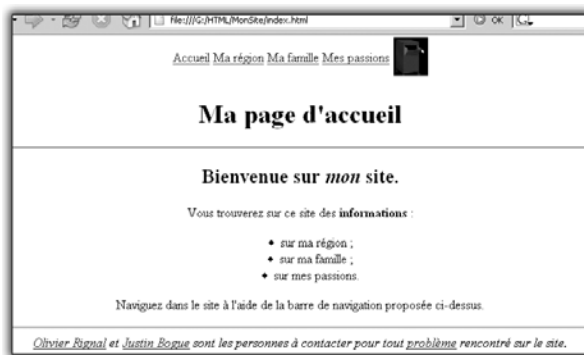 file:///G:/HTML/MonSite/index.html OK
Accueil Ma région Ma famille Mes passions
Ma page d'accueil
Bienvenue sur mon site.
Vous trouverez sur ce site des informations :
sur ma région ;
sur ma famille ;
sur mes passions.
Naviguez dans le site à l'aide de la barre de navigation proposée ci-dessus.
Olivier Rignal et Justin Bogue sont les personnes à contacter pour tout problème rencontré sur le site.